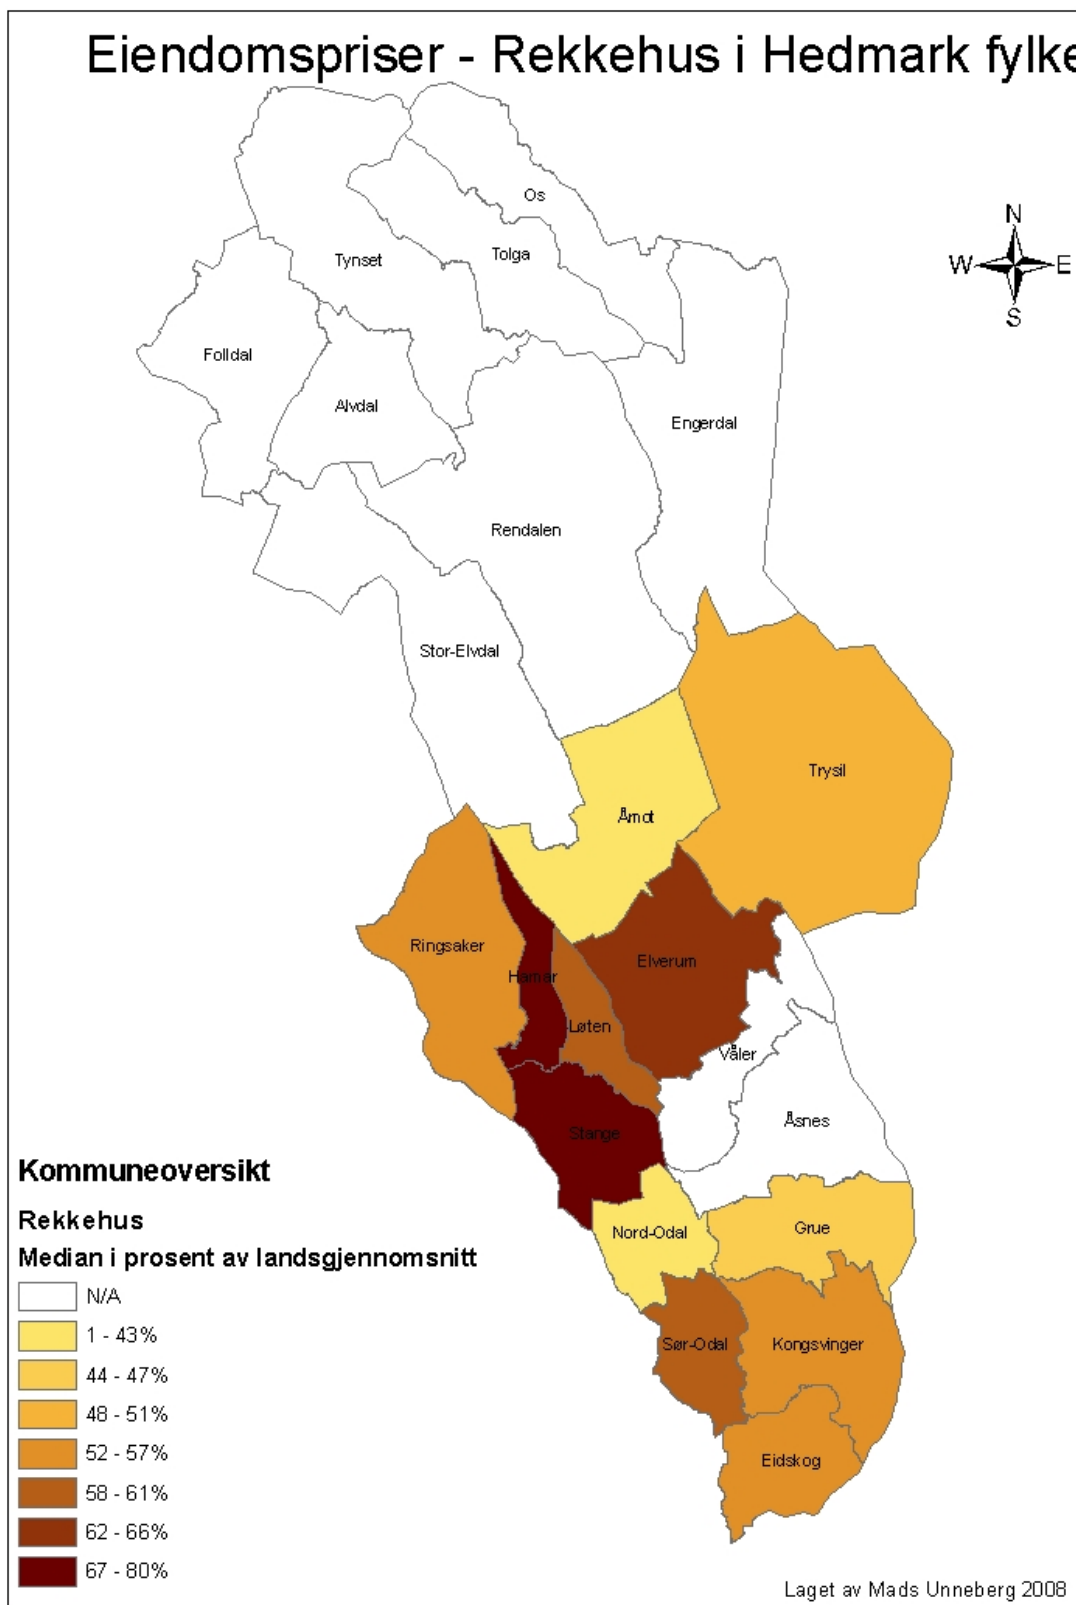 Eiendomspriser - Rekkehus i Hedmark fylke
Os
N
Tynset
Tolga
W E
S
Folldal
Alvdal
Engerdal
Rendalen
Stor-Elvdal
Trysil
Åmot
Ringsaker
Elverum
Hamar
Løten
Våler
Åsnes
Stange
Kommuneoversikt
Rekkehus
Nord-Odal
Grue
Median i prosent av landsgjennomsnitt
N/A
1 - 43%
Sør-Odal
Kongsvinger
44 - 47%
48 - 51%
52 - 57%
Eidskog
58 - 61%
62 - 66%
67 - 80%
Laget av Mads Unneberg 2008